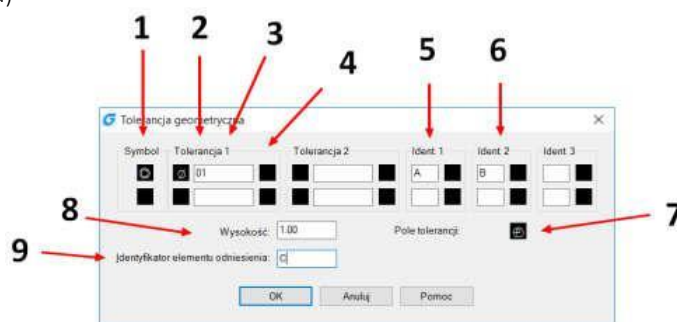 1 2 3 4 5 6
Tolerancja geometryczna
Symbol Tolerancja 1 Tolerancja 2 Ident 1 Ident 2 Ident 3
Ø 01 A B
8 Wysokość: 1.00 Pole tolerancji: Ⓟ 7
9 Identyfikator elementu odniesienia: C
OK Anuluj Pomoc